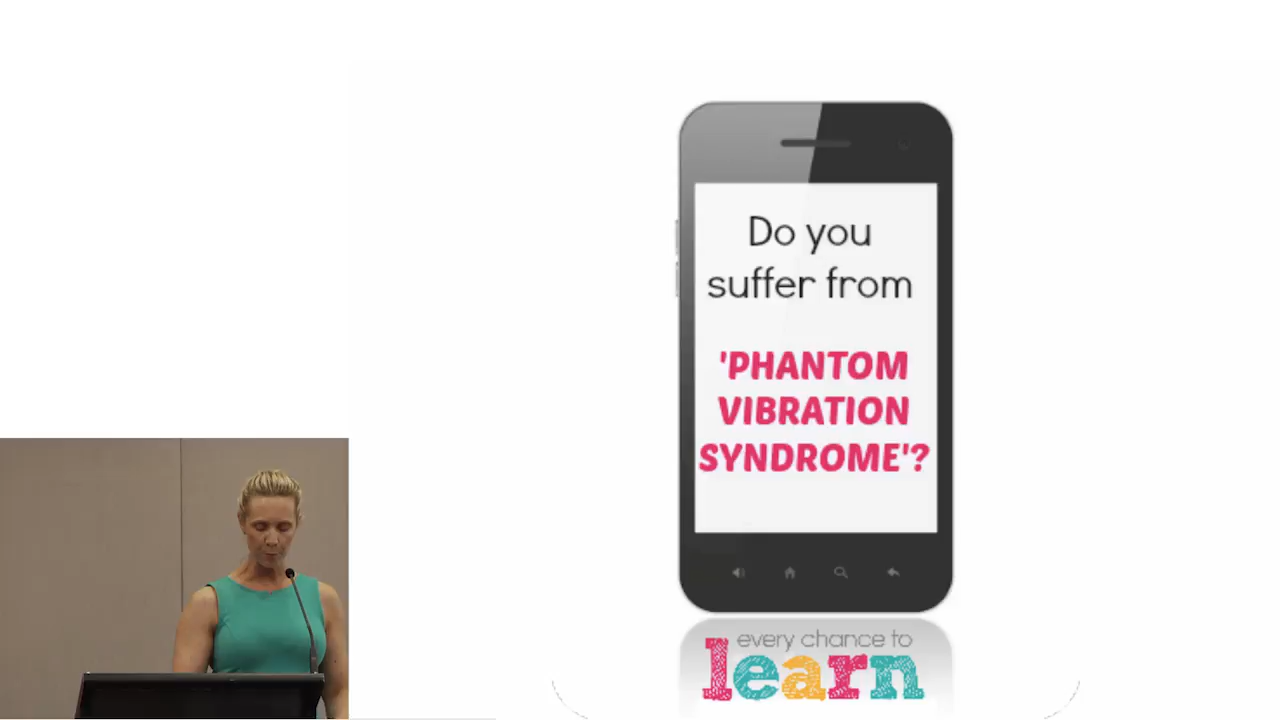 Do you
suffer from
'PHANTOM
VIBRATION
SYNDROME'?
every chance to
learn